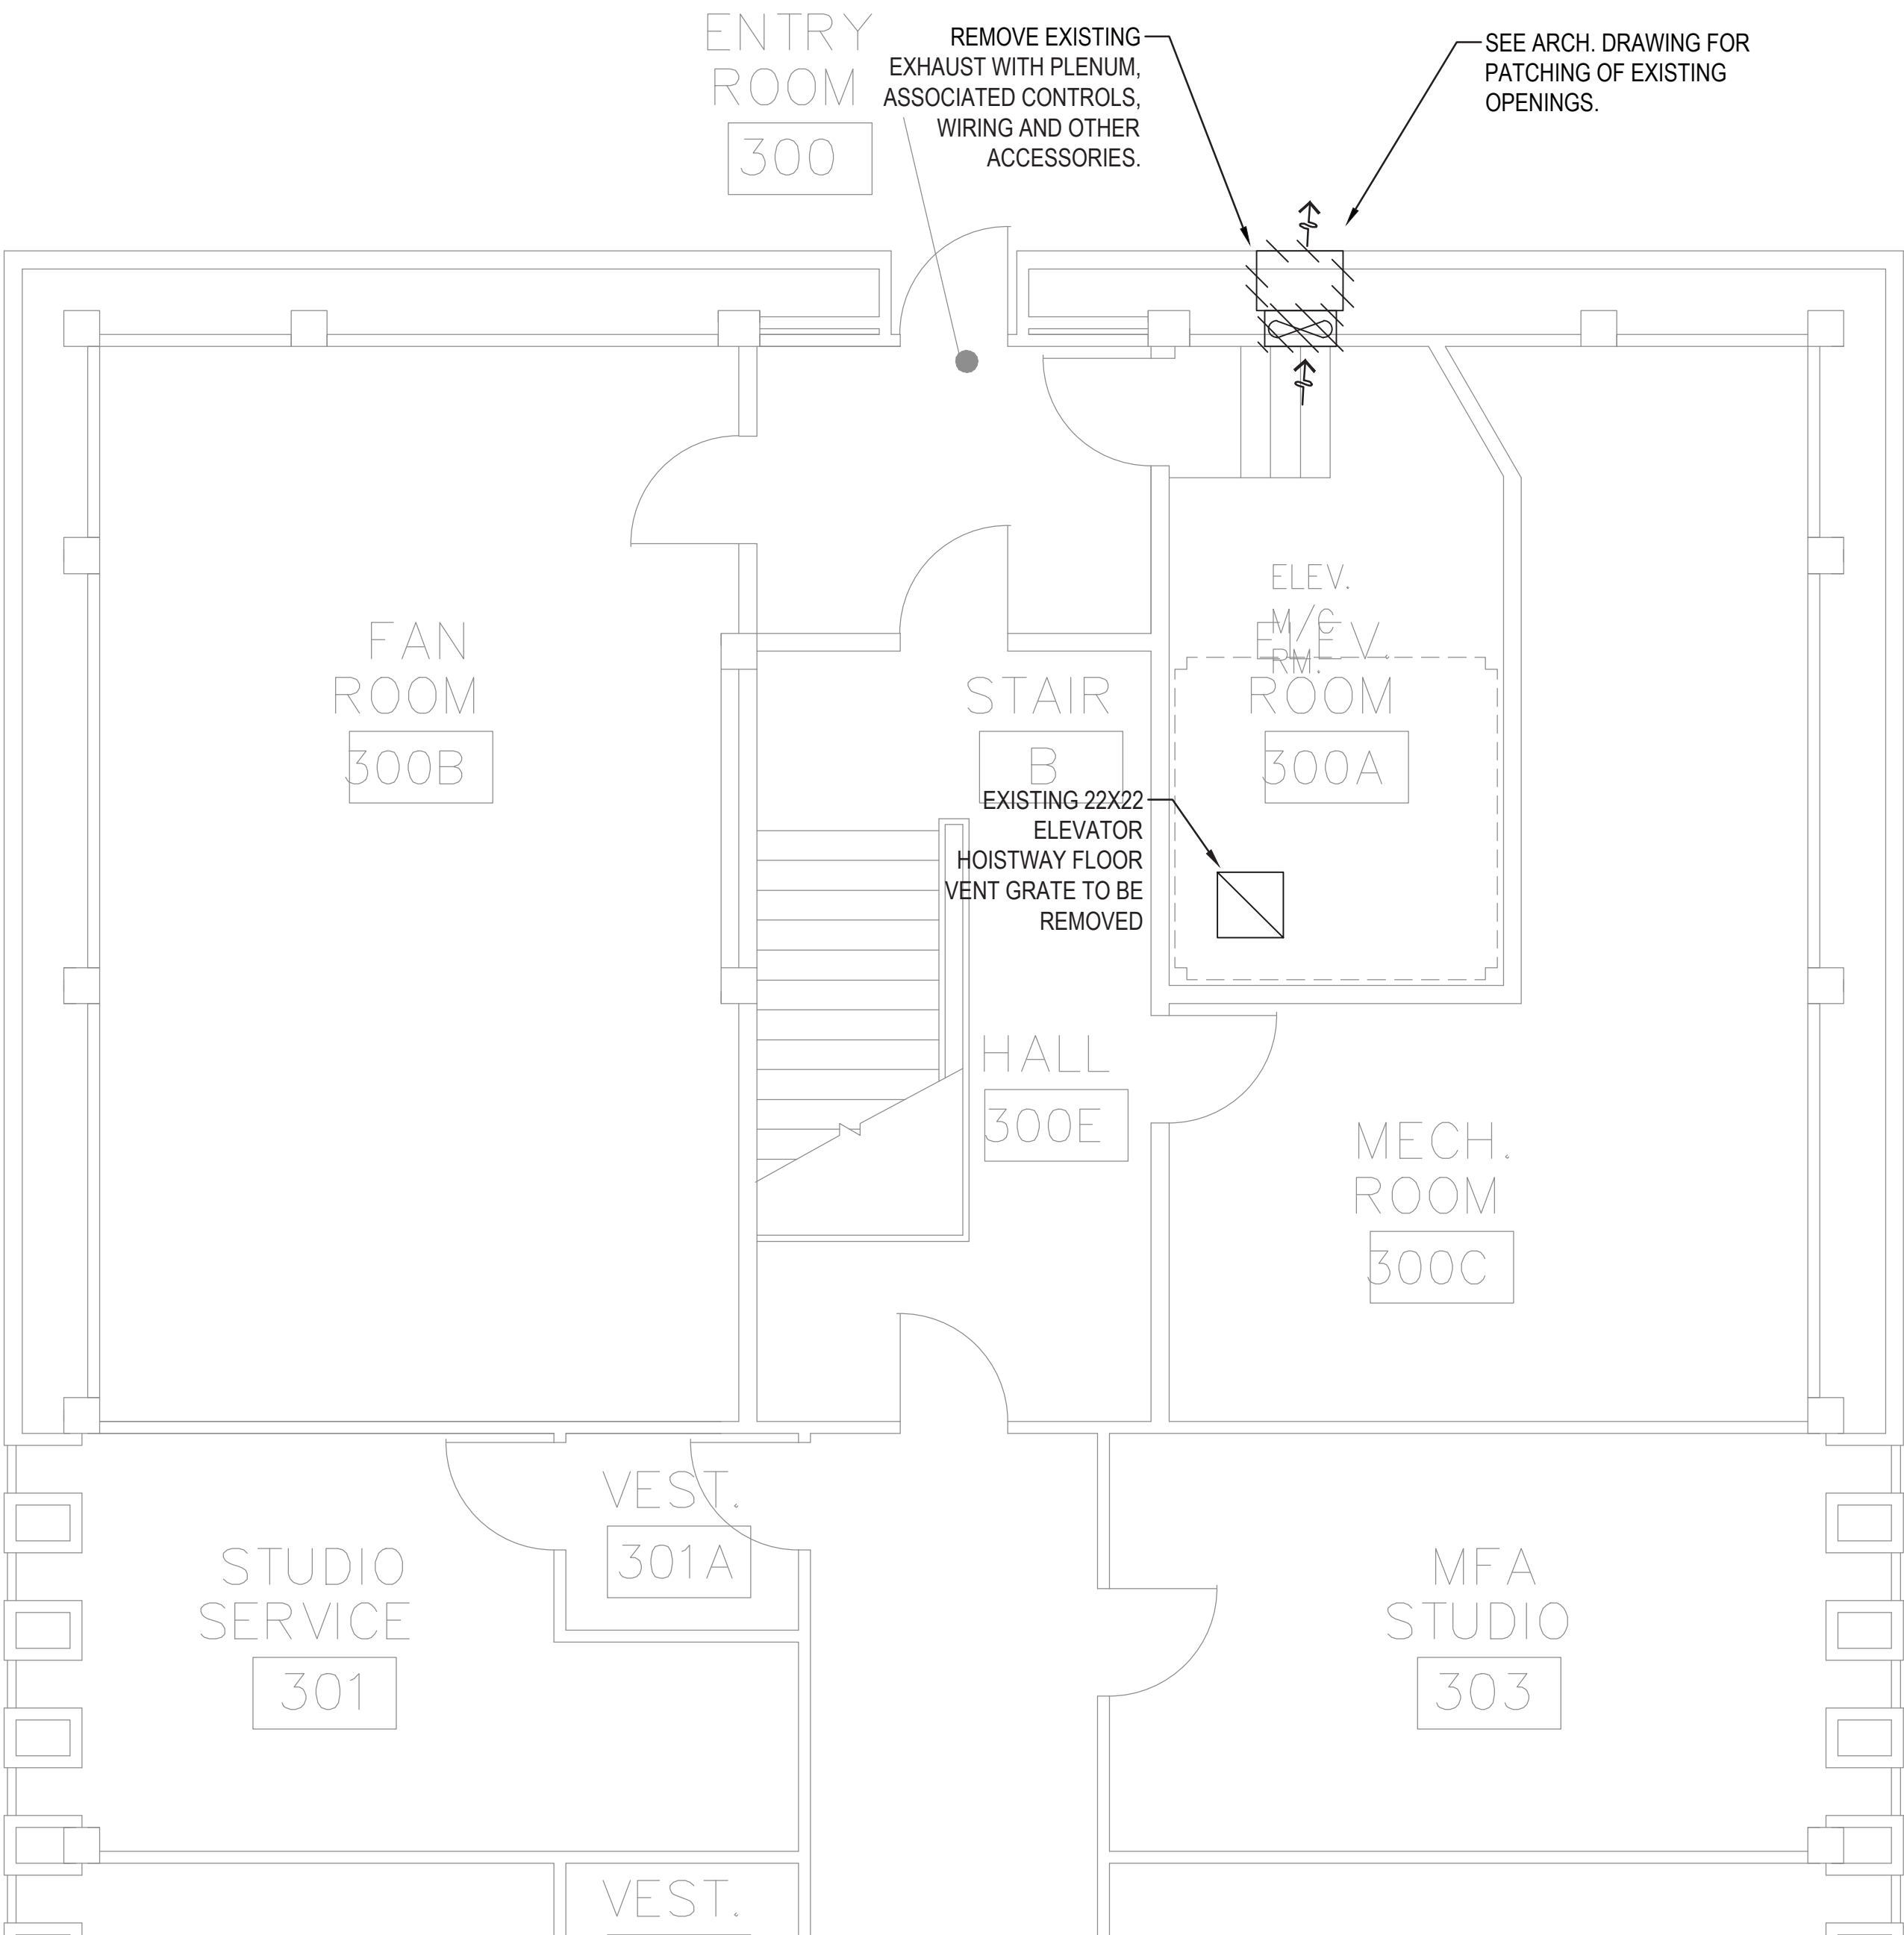 ENTRY
ROOM
300
REMOVE EXISTING
EXHAUST WITH PLENUM,
ASSOCIATED CONTROLS,
WIRING AND OTHER
ACCESSORIES.
SEE ARCH. DRAWING FOR
PATCHING OF EXISTING
OPENINGS.
FAN
ROOM
300B
STAIR
B
ELEV.
M/C
RM.
ELEV.
ROOM
300A
EXISTING 22X22
ELEVATOR
HOISTWAY FLOOR
VENT GRATE TO BE
REMOVED
HALL
300E
MECH.
ROOM
300C
VEST.
301A
STUDIO
SERVICE
301
MFA
STUDIO
303
VEST.